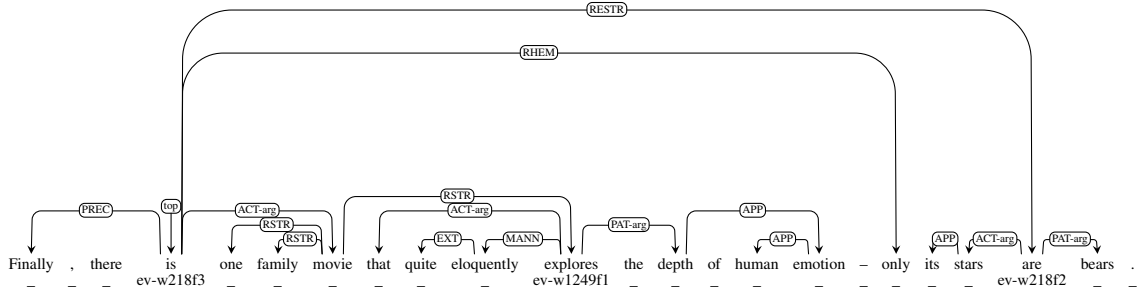 RESTR
RHEM
RSTR
PREC top ACT-arg ACT-arg APP
RSTR PAT-arg
RSTR EXT MANN APP APP ACT-arg PAT-arg
Finally , there is one family movie that quite eloquently explores the depth of human emotion – only its stars are bears .
_ _ _ ev-w218f3 _ _ _ _ _ _ ev-w1249f1 _ _ _ _ _ _ _ _ _ ev-w218f2 _ _